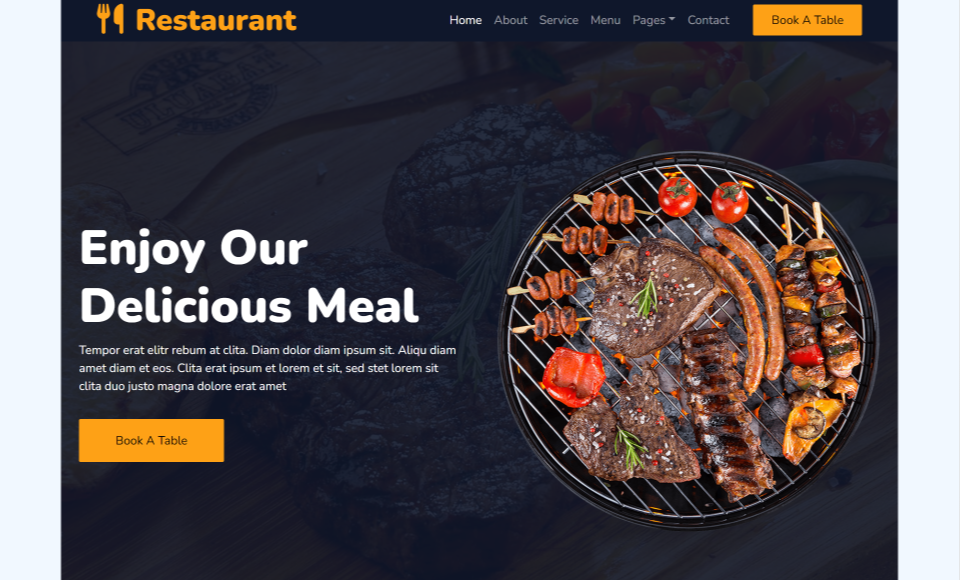 Restaurant
Home About Service Menu Pages Contact Book A Table
Enjoy Our
Delicious Meal
Tempor erat elitr rebum at clita. Diam dolor diam ipsum sit. Aliqu diam
amet diam et eos. Clita erat ipsum et lorem et sit, sed stet lorem sit
clita duo justo magna dolore erat amet
Book A Table